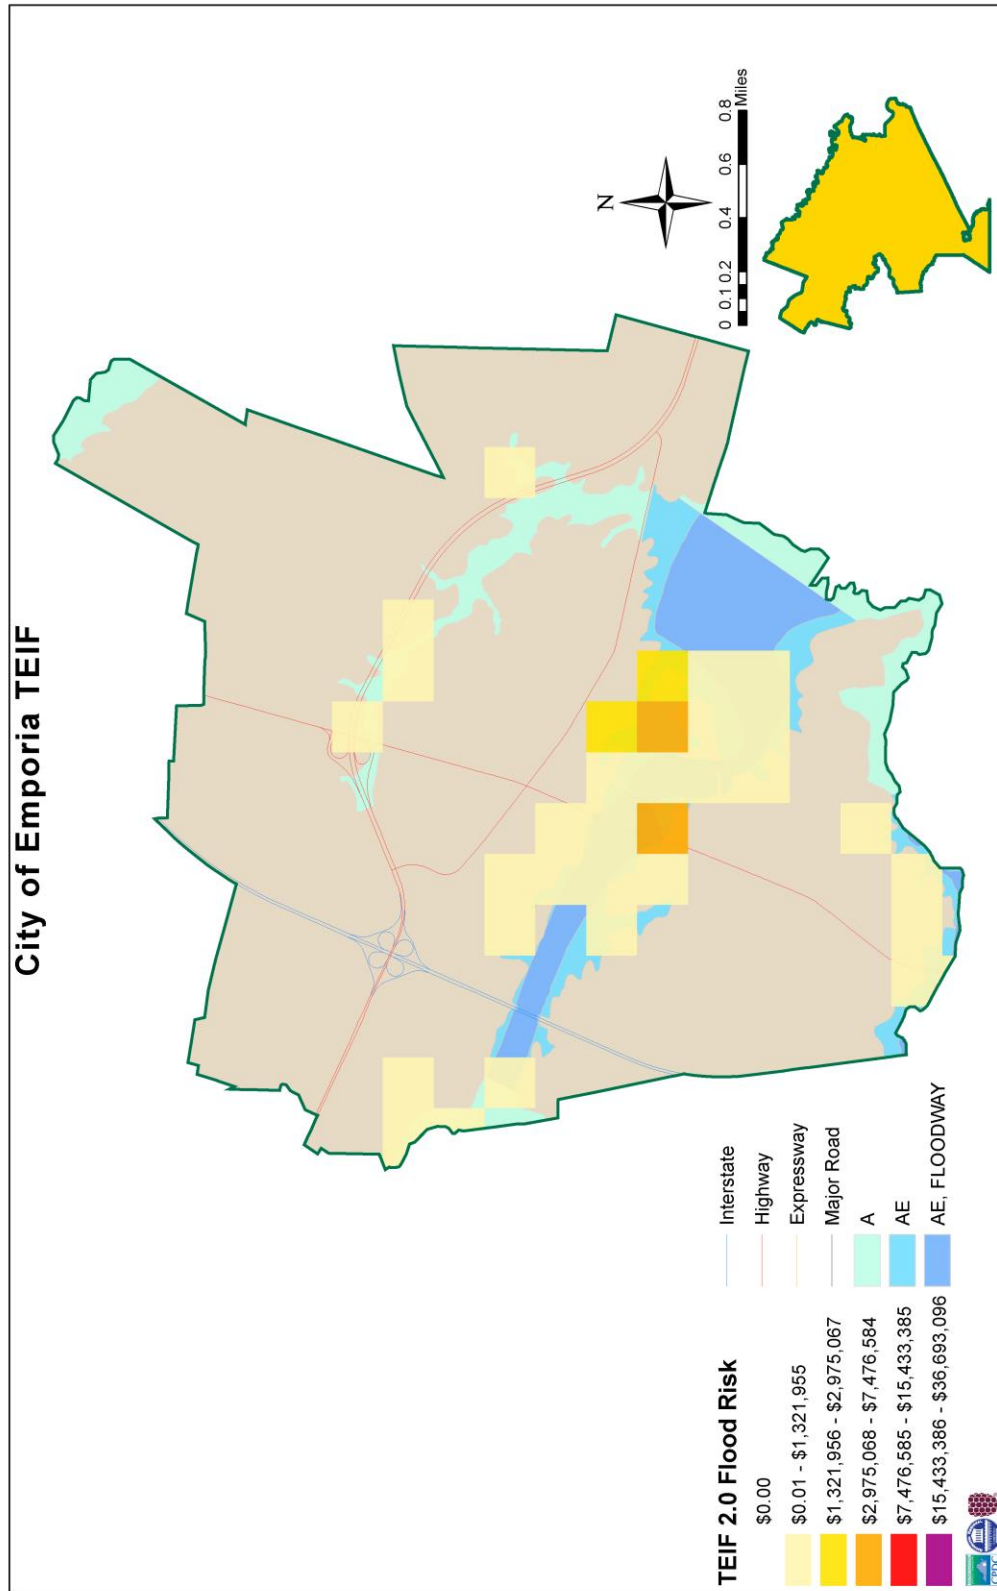 City of Emporia TEIF
N
0 0.1 0.2 0.4 0.6 0.8
Miles
TEIF 2.0 Flood Risk
$0.00
$0.01 - $1,321,955
$1,321,956 - $2,975,067
$2,975,068 - $7,476,584
$7,476,585 - $15,433,385
$15,433,386 - $36,693,096
Interstate
Highway
Expressway
Major Road
A
AE
AE, FLOODWAY
CPDC